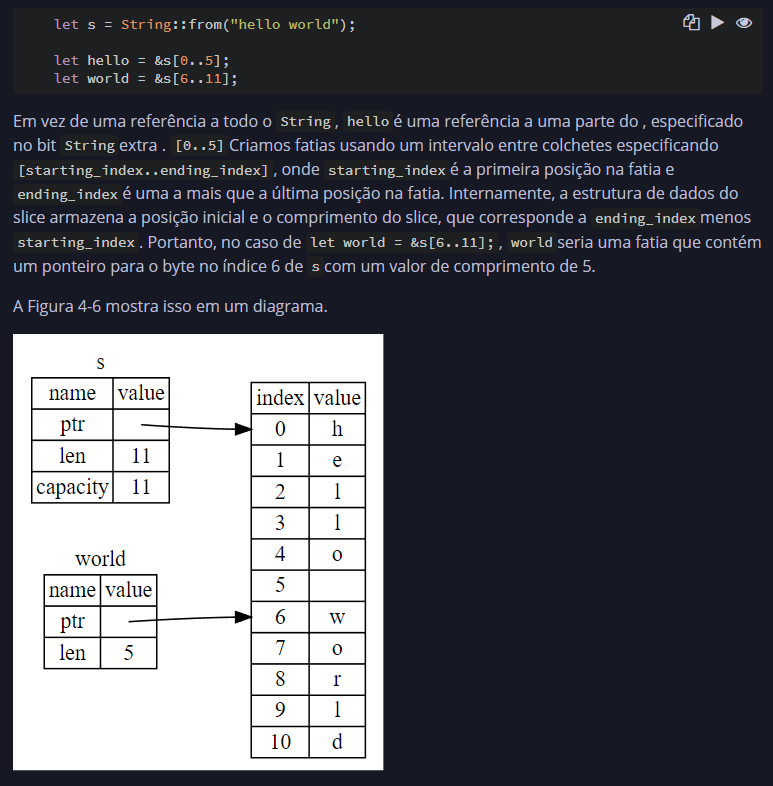 let s = String::from("hello world");
let hello = &s[0..5];
let world = &s[6..11];
Em vez de uma referência a todo o String, hello é uma referência a uma parte do , especificado
no bit String extra . [0..5] Criamos fatias usando um intervalo entre colchetes especificando
[starting_index..ending_index], onde starting_index é a primeira posição na fatia e
ending_index é uma a mais que a última posição na fatia. Internamente, a estrutura de dados do
slice armazena a posição inicial e o comprimento do slice, que corresponde a ending_index menos
starting_index. Portanto, no caso de let world = &s[6..11];, world seria uma fatia que contém
um ponteiro para o byte no índice 6 de s com um valor de comprimento de 5.
A Figura 4-6 mostra isso em um diagrama.
s
name value
ptr
len 11
capacity 11
world
name value
ptr
len 5
index value
0 h
1 e
2 l
3 l
4 o
5
6 w
7 o
8 r
9 l
10 d